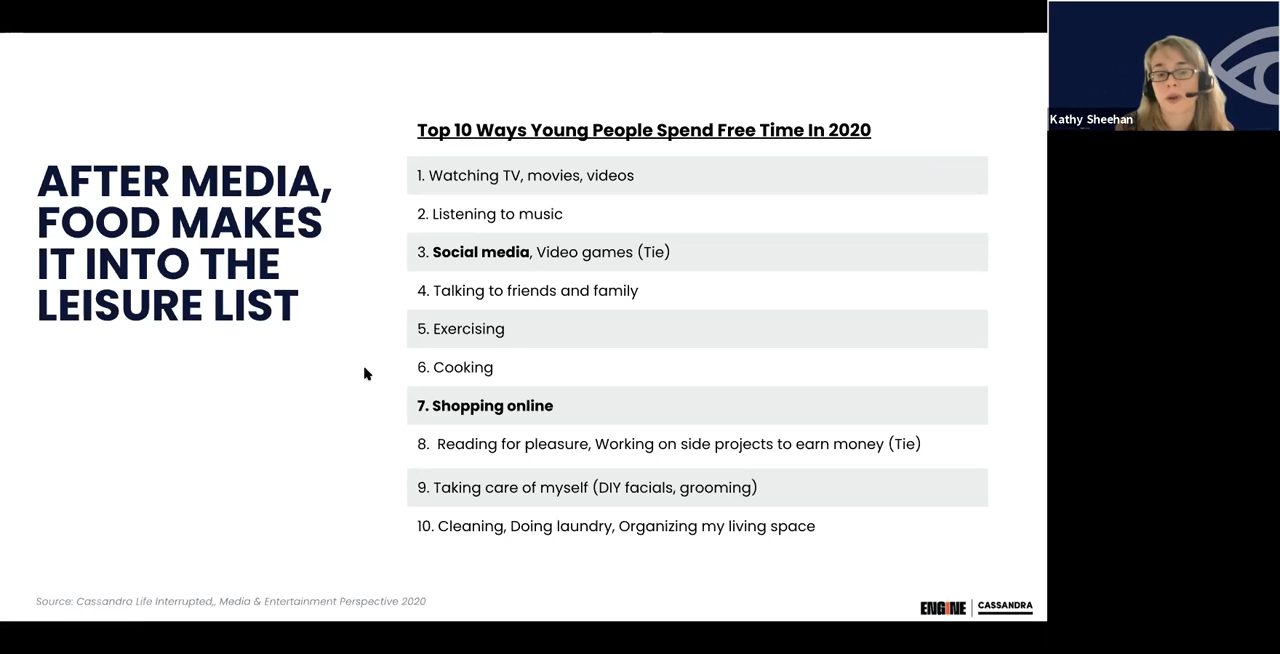 Top 10 Ways Young People Spend Free Time In 2020
AFTER MEDIA,
FOOD MAKES
IT INTO THE
LEISURE LIST
1. Watching TV, movies, videos
2. Listening to music
3. Social media, Video games (Tie)
4. Talking to friends and family
5. Exercising
6. Cooking
7. Shopping online
8. Reading for pleasure, Working on side projects to earn money (Tie)
9. Taking care of myself (DIY facials, grooming)
10. Cleaning, Doing laundry, Organizing my living space
Source: Cassandra Life Interrupted,, Media & Entertainment Perspective 2020
ENGINE | CASSANDRA
Kathy Sheehan